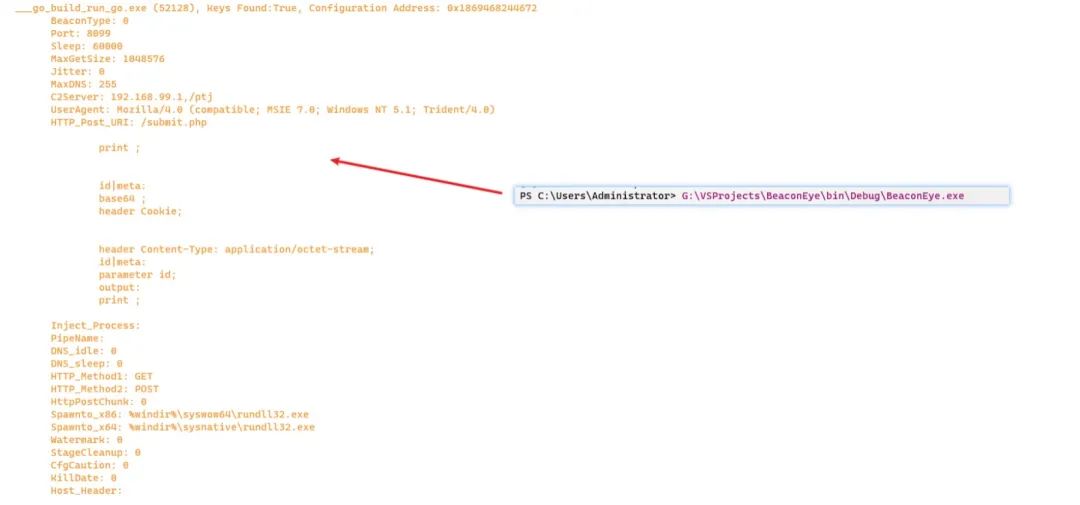 ___go_build_run_go.exe (52128), Keys Found:True, Configuration Address: 0x1869468244672
BeaconType: 0
Port: 8099
Sleep: 60000
MaxGetSize: 1048576
Jitter: 0
MaxDNS: 255
C2Server: 192.168.99.1,/ptj
UserAgent: Mozilla/4.0 (compatible; MSIE 7.0; Windows NT 5.1; Trident/4.0)
HTTP_Post_URI: /submit.php
print ;
id|meta:
base64 ;
header Cookie;
PS C:\Users\Administrator> G:\VSProjects\BeaconEye\bin\Debug\BeaconEye.exe
header Content-Type: application/octet-stream;
id|meta:
parameter id;
output:
print ;
Inject_Process:
PipeName:
DNS_idle: 0
DNS_sleep: 0
HTTP_Method1: GET
HTTP_Method2: POST
HttpPostChunk: 0
Spawnto_x86: %windir%\syswow64\rundll32.exe
Spawnto_x64: %windir%\sysnative\rundll32.exe
Watermark: 0
StageCleanup: 0
CfgCaution: 0
KillDate: 0
Host_Header: